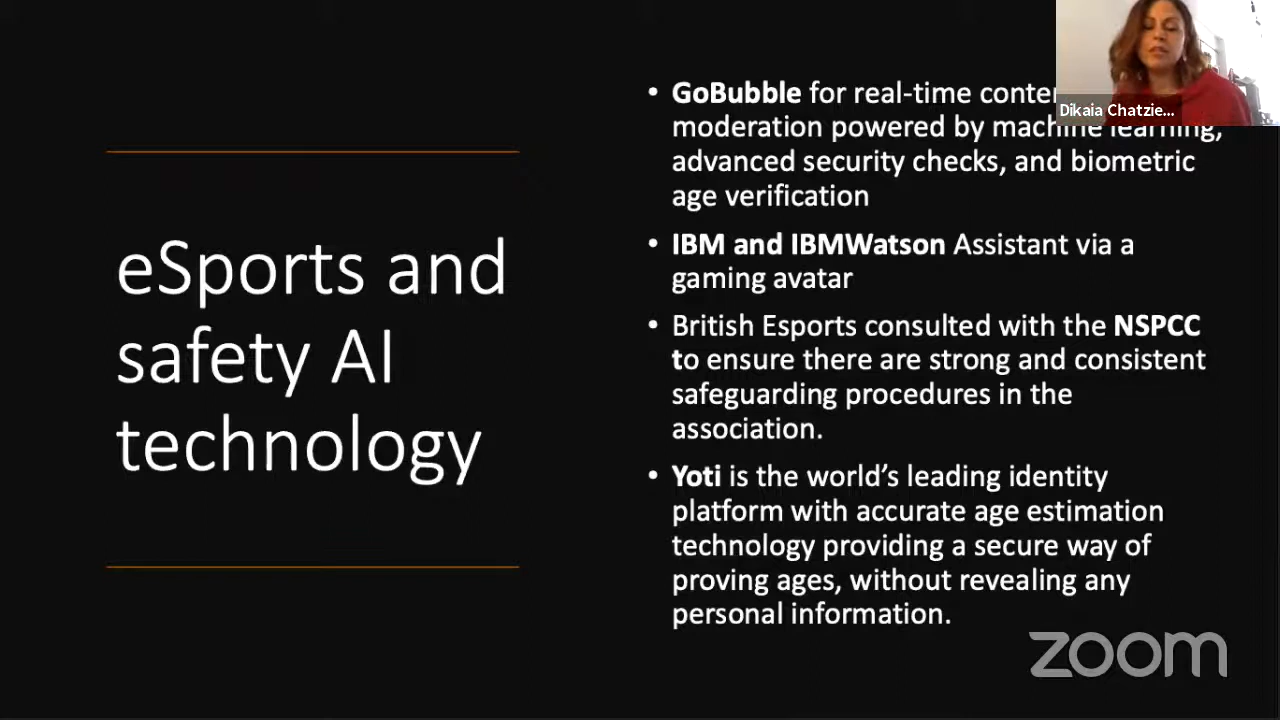 eSports and
safety AI
technology
• GoBubble for real-time
moderation powered by machine learning,
advanced security checks, and biometric
age verification
• IBM and IBMWatson Assistant via a
gaming avatar
• British Esports consulted with the NSPCC
to ensure there are strong and consistent
safeguarding procedures in the
association.
• Yoti is the world’s leading identity
platform with accurate age estimation
technology providing a secure way of
proving ages, without revealing any
personal information.
Dikaia Chatzie...
zoom